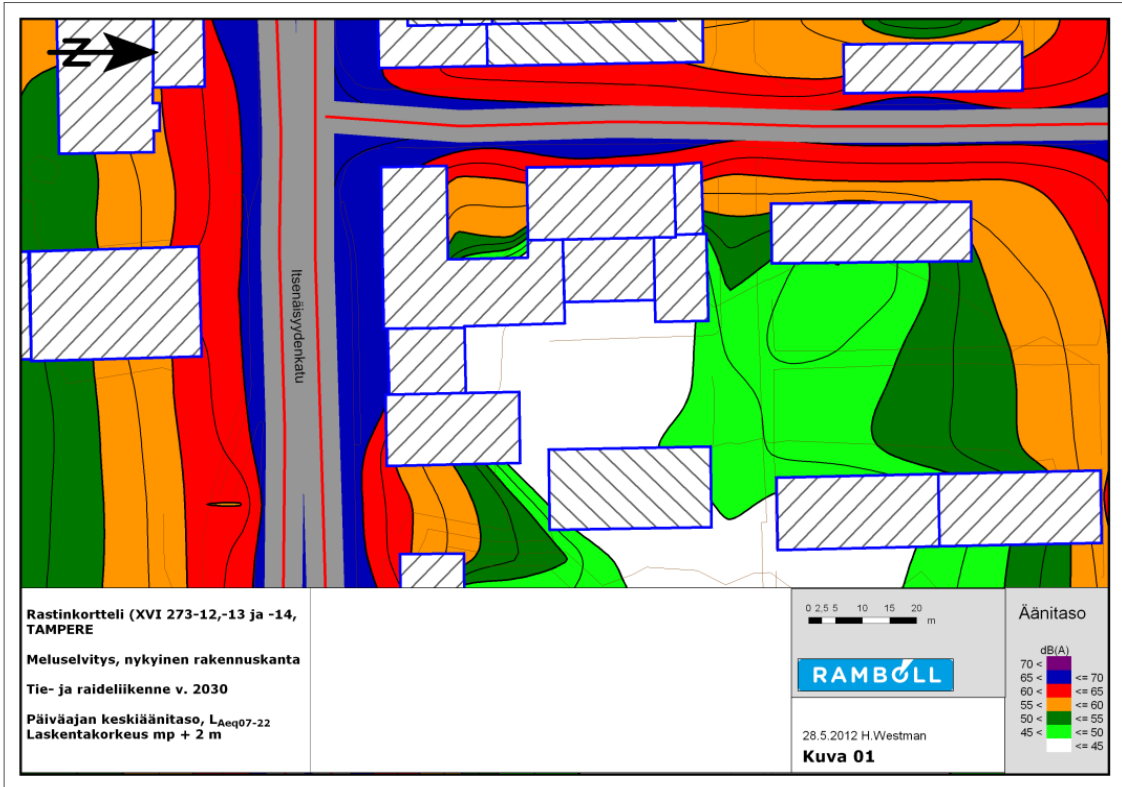 N
Itsenäisyydenkatu
Rastinkortteli (XVI 273-12,-13 ja -14,
TAMPERE
Meluselvitys, nykyinen rakennuskanta
Tie- ja raideliikenne v. 2030
Päiväajan keskiäänitaso, LAeq07-22
Laskentakorkeus mp + 2 m
0 2,5 5 10 15 20
m
RAMBOLL
28.5.2012 H.Westman
Kuva 01
Äänitaso
dB(A)
70 <
65 < <= 70
60 < <= 65
55 < <= 60
50 < <= 55
45 < <= 50
<= 45